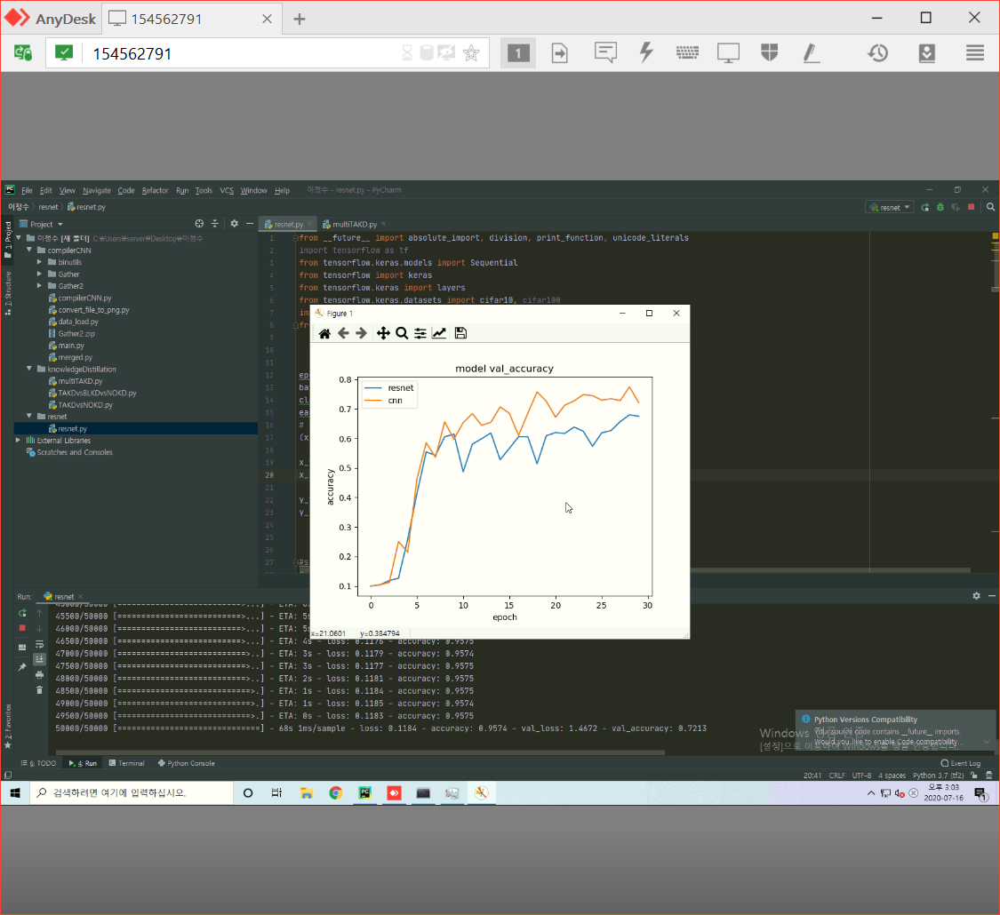 AnyDesk
154562791
154562791
1
File Edit View Navigate Code Refactor Run Tools VCS Window Help 이정수 - resnet.py - PyCharm
이정수 resnet resnet.py
resnet
1: Project
Project
resnet.py
multiTAKD.py
이정수 [새 폴더] C:₩Users₩server₩Desktop₩이정수
compilerCNN
binutils
Gather
Gather2
compilerCNN.py
convert_file_to_png.py
data_load.py
Gather2.zip
main.py
merged.py
knowledgeDistillation
multiTAKD.py
TAKDvsBLKDvsNOKD.py
TAKDvsNOKD.py
resnet
resnet.py
External Libraries
Scratches and Consoles
Z: Structure
2: Favorites
1 from __future__ import absolute_import, division, print_function, unicode_literals
2 import tensorflow as tf
3 from tensorflow.keras.models import Sequential
4 from tensorflow import keras
5 from tensorflow.keras import layers
6 from tensorflow.keras.datasets import cifar10, cifar100
7 im
8 fro
9
10
11
12 epo
13 ba
14 cl
15 ea
16 #
17 (x
18
19 x_
20 x_
21
22 y_
23 y_
24
25
26
27 #s
Figure 1
model val_accuracy
resnet
cnn
0.8
0.7
0.6
0.5
0.4
0.3
0.2
0.1
accuracy
0 5 10 15 20 25 30
epoch
x=21.0601 y=0.384794
Run: resnet
45500/50000 [===========================>...] - ETA: 5s
46000/50000 [===========================>...] - ETA: 5s
4s - loss: 0.1176 - accuracy: 0.9575
47000/50000 [===========================>..] - ETA: 3s - loss: 0.1179 - accuracy: 0.9574
47500/50000 [===========================>..] - ETA: 3s - loss: 0.1177 - accuracy: 0.9575
48000/50000 [============================>..] - ETA: 2s - loss: 0.1181 - accuracy: 0.9575
48500/50000 [============================>.] - ETA: 1s - loss: 0.1184 - accuracy: 0.9575
49000/50000 [============================>.] - ETA: 1s - loss: 0.1185 - accuracy: 0.9574
49500/50000 [============================>.] - ETA: 0s - loss: 0.1183 - accuracy: 0.9575
50000/50000 [==============================] - 68s 1ms/sample - loss: 0.1184 - accuracy: 0.9574 - val_loss: 1.4672 - val_accuracy: 0.7213
Python Versions Compatibility
Your source code contains __future__ imports.
Would you like to enable Code compatibility...
Windows 정품 인증
[설정]으로 이동하여 Windows를 정품 인증합니다.
6: TODO 4: Run Terminal Python Console Event Log
20:41 CRLF UTF-8 4 spaces Python 3.7 (tf2)
검색하려면 여기에 입력하십시오.
오후 3:03
2020-07-16
1